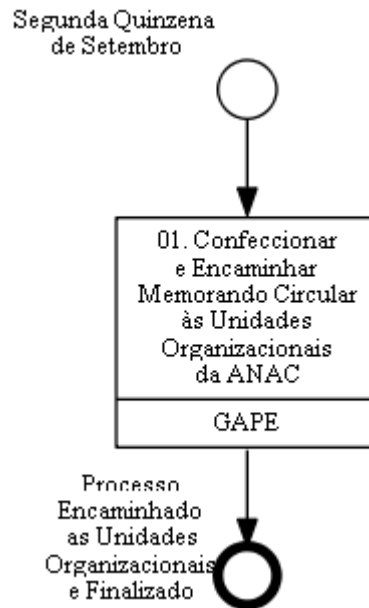 Segunda Quinzena
de Setembro
01. Confeccionar
e Encaminhar
Memorando Circular
às Unidades
Organizacionais
da ANAC
GAPE
Processo
Encaminhado
as Unidades
Organizacionais
e Finalizado